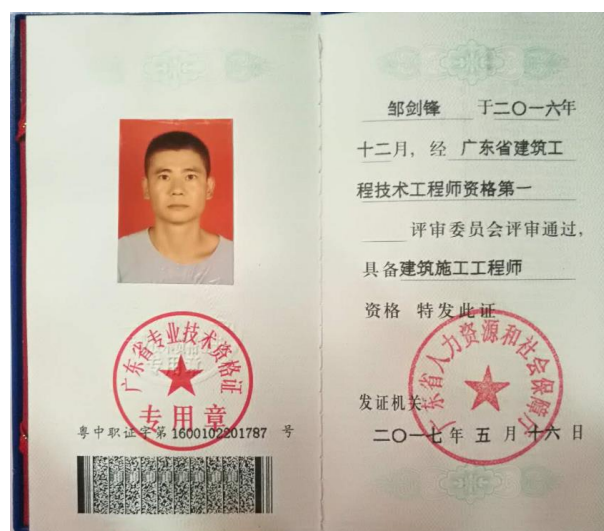 广东省专业技术资格证
专用章
粤中职证字第 1600102201787 号
邹剑锋 于二〇一六年
十二月，经 广东省建筑工
程技术工程师资格第一
评审委员会评审通过，
具备建筑施工工程师
资格 特发此证
广东省人力资源和社会保障厅
发证机关
二〇一七年 五 月 十六 日